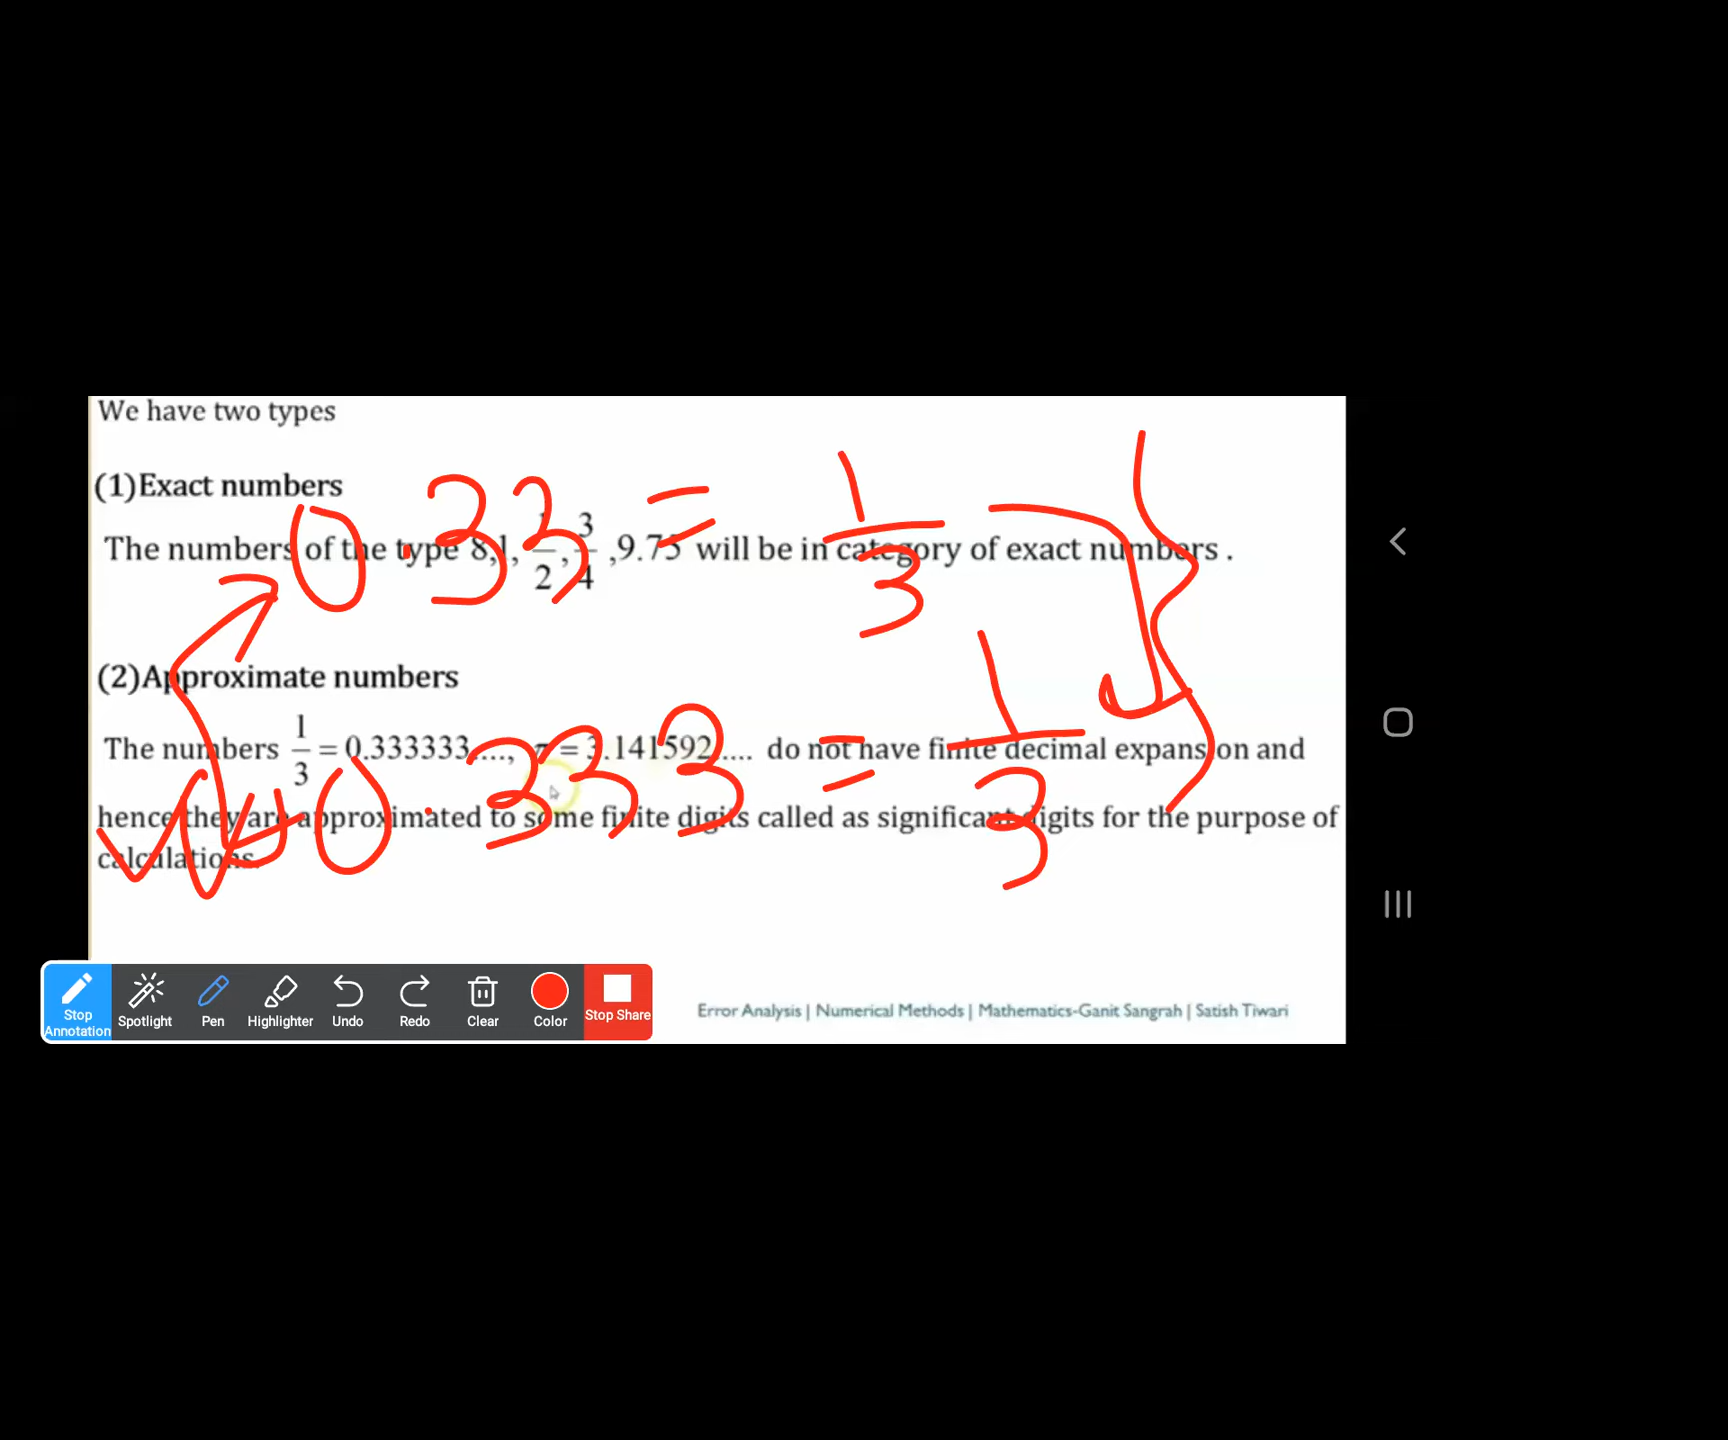 We have two types
(1)Exact numbers
0.33 = 1/3
The numbers of the type 8,1, 1/2, 3/4 ,9.75 will be in category of exact numbers .
(2)Approximate numbers
The numbers 1/3 = 0.333333...., π = 3.141592..... do not have finite decimal expansion and
0.333 = 1/3
hence they are approximated to some finite digits called as significant digits for the purpose of
calculations.
Stop Annotation Spotlight Pen Highlighter Undo Redo Clear Color Stop Share
Error Analysis | Numerical Methods | Mathematics-Ganit Sangrah | Satish Tiwari